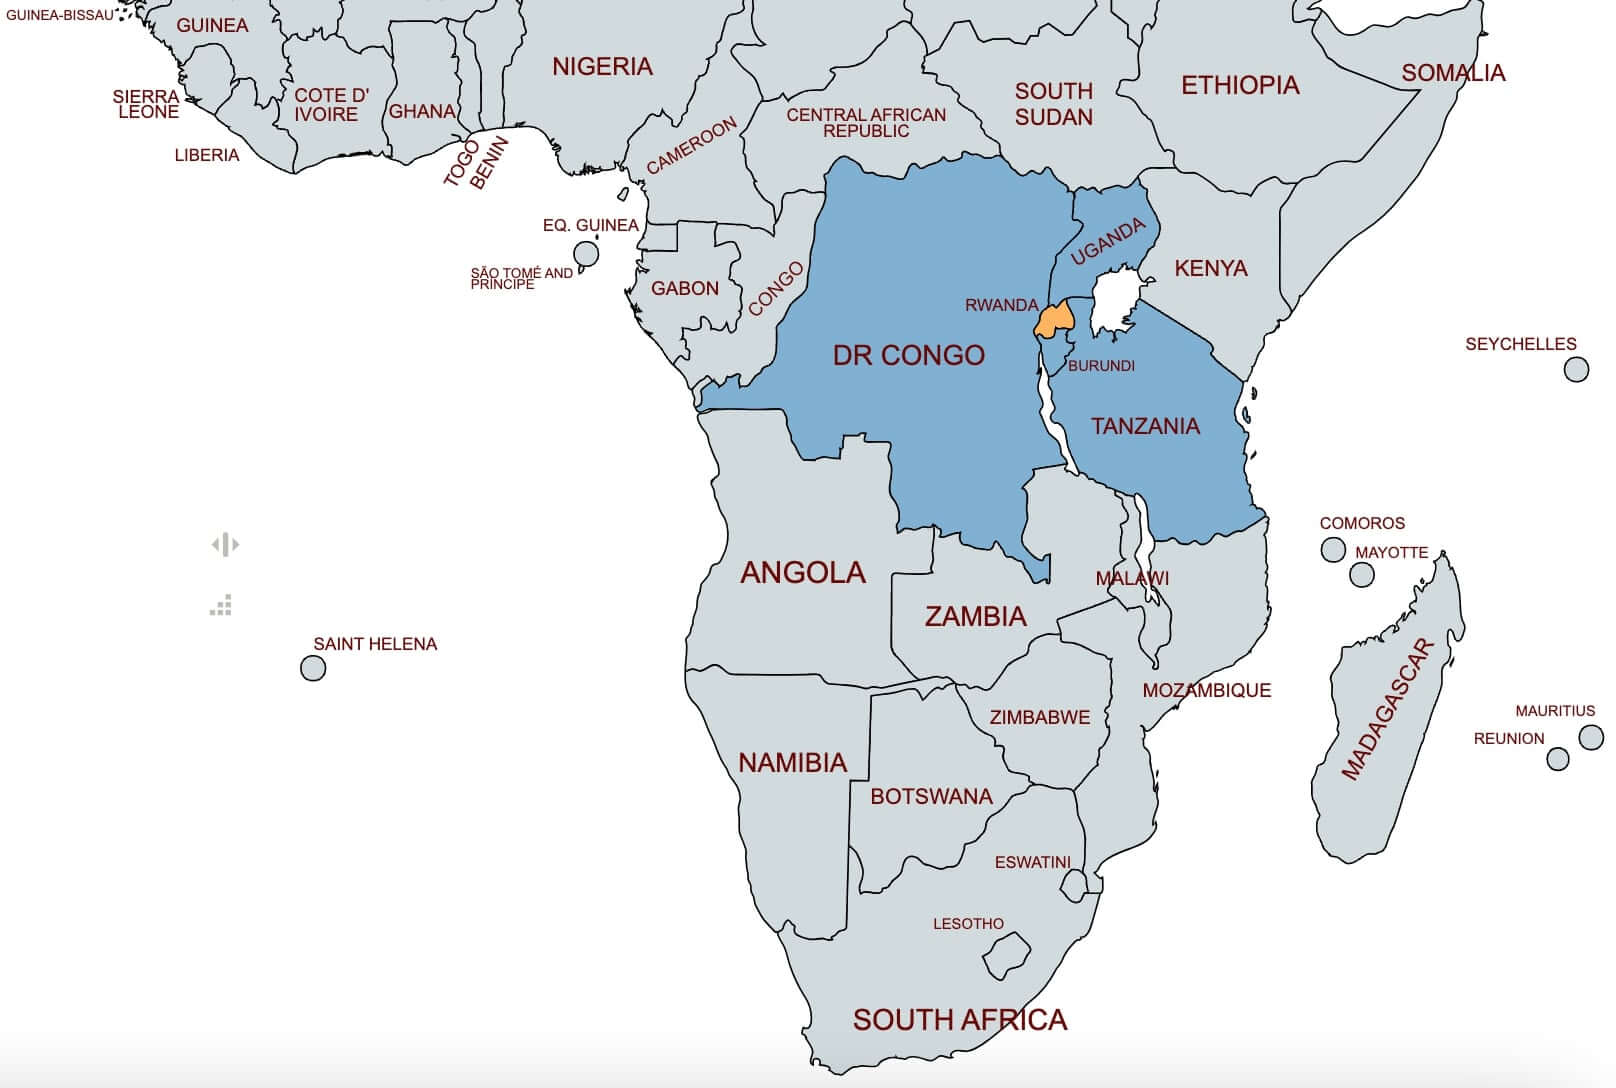 GUINEA-BISSAU
GUINEA
NIGERIA
SOMALIA
ETHIOPIA
SOUTH
SUDAN
SIERRA
LEONE
COTE D'
IVOIRE
GHANA
CENTRAL AFRICAN
REPUBLIC
CAMEROON
LIBERIA
TOGO
BENIN
EQ. GUINEA
UGANDA
KENYA
SÃO TOMÉ AND
PRÍNCIPE
GABON
CONGO
RWANDA
SEYCHELLES
DR CONGO
BURUNDI
TANZANIA
COMOROS
MAYOTTE
ANGOLA
MALAWI
ZAMBIA
SAINT HELENA
MOZAMBIQUE
MADAGASCAR
ZIMBABWE
MAURITIUS
REUNION
NAMIBIA
BOTSWANA
ESWATINI
LESOTHO
SOUTH AFRICA